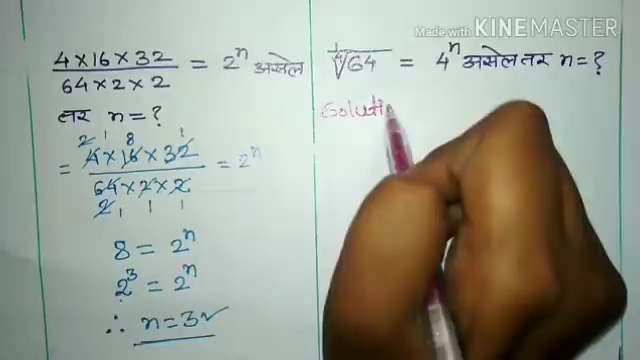 Made with KINEMASTER
4×16×32 / 64×2×2 = 2ⁿ असेल
तर n=?
= 4×16×32 / 64×2×2 = 2ⁿ
8 = 2ⁿ
2³ = 2ⁿ
∴ n=3✓
√64 = 4ⁿ असेल तर n=?
Soluti